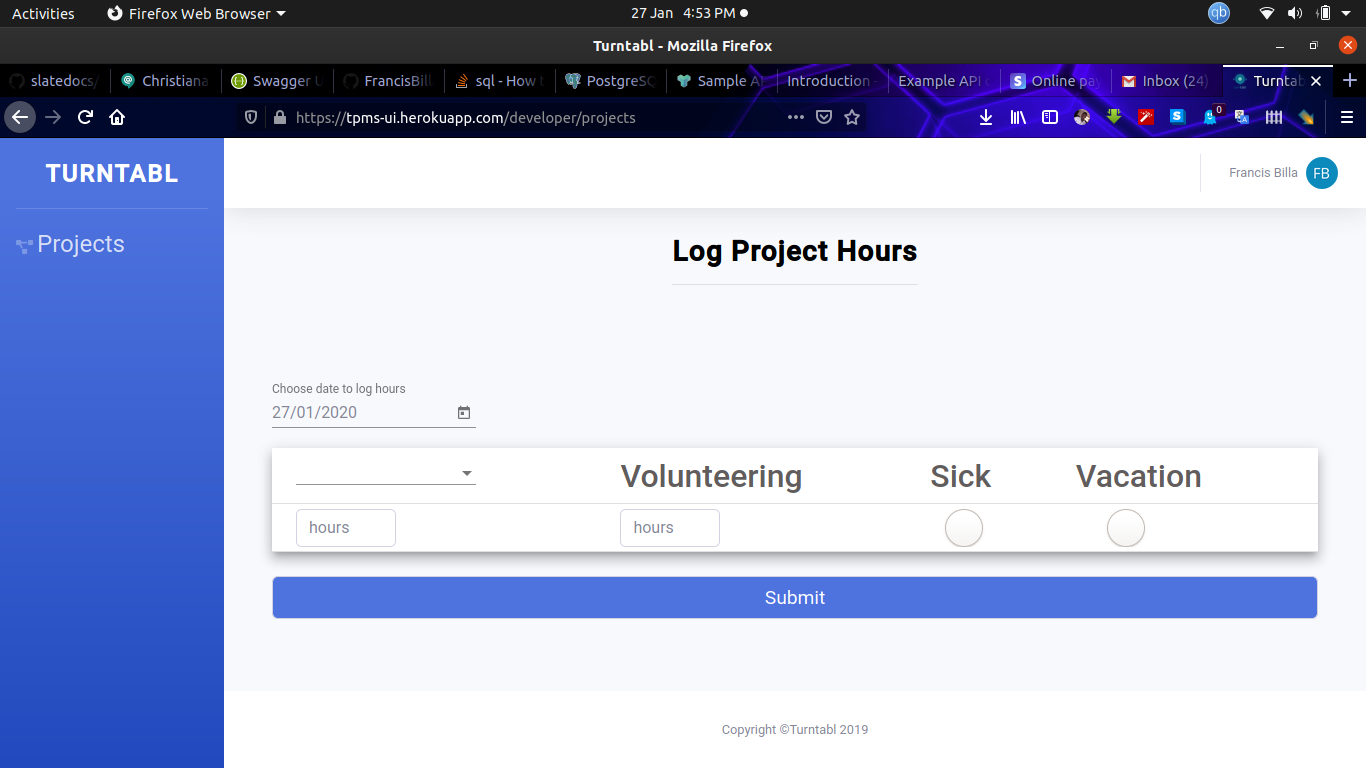 Activities Firefox Web Browser 27 Jan 4:53 PM qb
Turntabl - Mozilla Firefox
slatedocs/ Christiana Swagger U FrancisBill sql - How PostgreSQ Sample A Introduction - Example API Online pay Inbox (24) Turntab
https://tpms-ui.herokuapp.com/developer/projects 0
TURNTABL
Francis Billa FB
Projects
Log Project Hours
Choose date to log hours
27/01/2020
Volunteering Sick Vacation
hours hours
Submit
Copyright ©Turntabl 2019